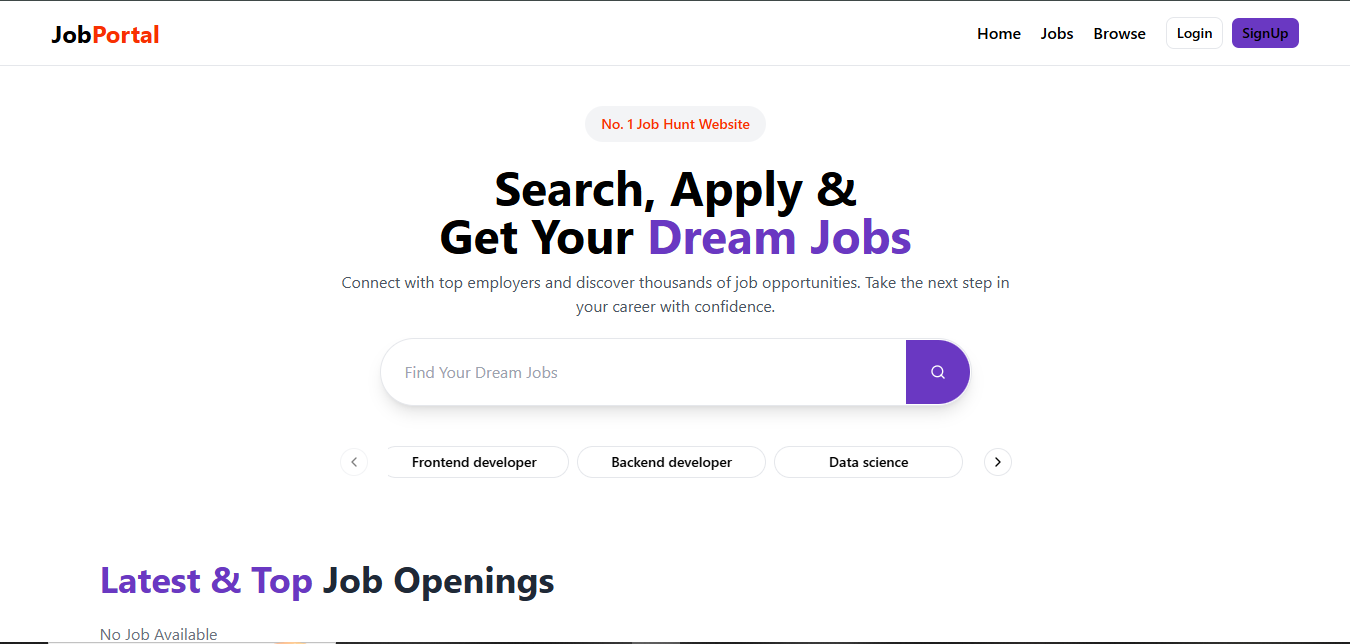 JobPortal
Home Jobs Browse Login SignUp
No. 1 Job Hunt Website
Search, Apply &
Get Your Dream Jobs
Connect with top employers and discover thousands of job opportunities. Take the next step in
your career with confidence.
Find Your Dream Jobs
Frontend developer Backend developer Data science
Latest & Top Job Openings
No Job Available